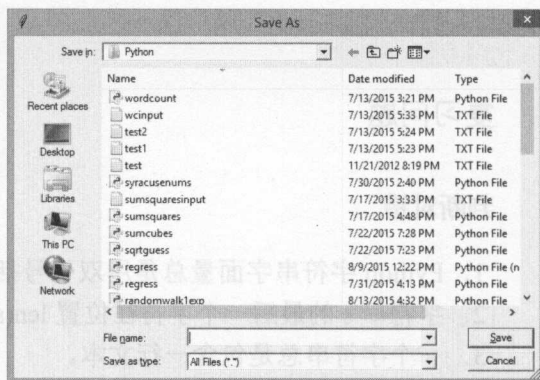 Save As
Save in: Python
Name Date modified Type
Recent places
Desktop
Libraries
This PC
Network
wordcount 7/13/2015 3:21 PM Python File
wcinput 7/13/2015 5:33 PM TXT File
test2 7/13/2015 5:24 PM TXT File
test1 7/13/2015 5:23 PM TXT File
test 11/21/2012 8:19 PM TXT File
syracusenums 7/30/2015 2:40 PM Python File
sumsquaresinput 7/17/2015 3:33 PM TXT File
sumsquares 7/17/2015 4:48 PM Python File
sumcubes 7/22/2015 7:28 PM Python File
sqrtguess 7/22/2015 7:23 PM Python File
regress 8/9/2015 PM Python File (n
regress 7/31/2015 4:13 PM Python File
randomwalk1exp 8/13/2015 4:32 PM Python File
File name:
Save
Save as type: All Files (*.*)
Cancel